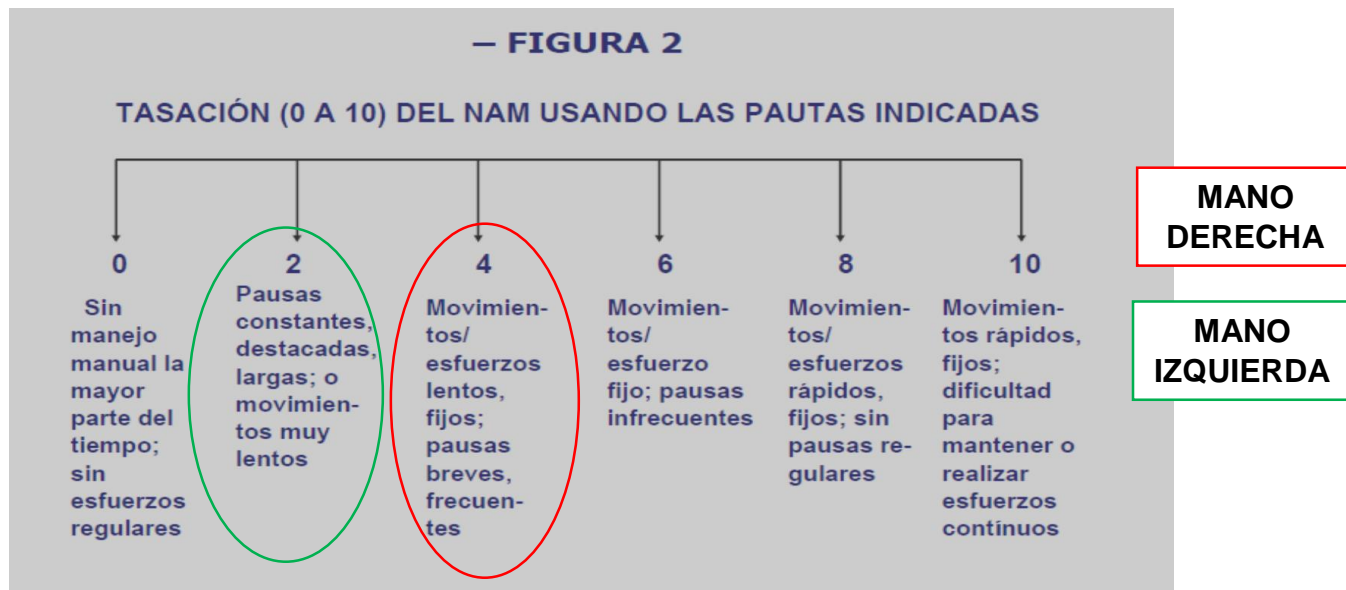 – FIGURA 2
TASACIÓN (0 A 10) DEL NAM USANDO LAS PAUTAS INDICADAS
0
Sin
manejo
manual la
mayor
parte del
tiempo;
sin
esfuerzos
regulares
2
Pausas
constantes,
destacadas,
largas; o
movimien-
tos muy
lentos
4
Movimien-
tos/
esfuerzos
lentos,
fijos;
pausas
breves,
frecuen-
tes
6
Movimien-
tos/
esfuerzo
fijo; pausas
infrecuentes
8
Movimien-
tos/
esfuerzos
rápidos,
fijos; sin
pausas re-
gulares
10
Movimien-
tos rápidos,
fijos;
dificultad
para
mantener o
realizar
esfuerzos
contínuos
MANO
DERECHA
MANO
IZQUIERDA